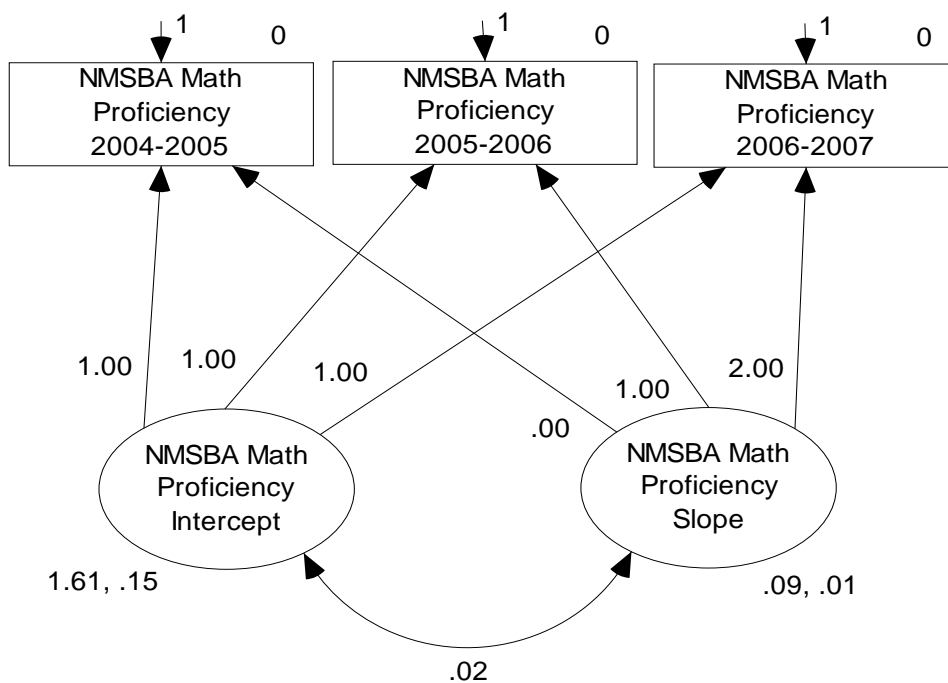 1
0
1
0
1
0
NMSBA Math
Proficiency
2004-2005
NMSBA Math
Proficiency
2005-2006
NMSBA Math
Proficiency
2006-2007
1.00
1.00
1.00
.00
1.00
2.00
NMSBA Math
Proficiency
Intercept
NMSBA Math
Proficiency
Slope
1.61, .15
.09, .01
.02